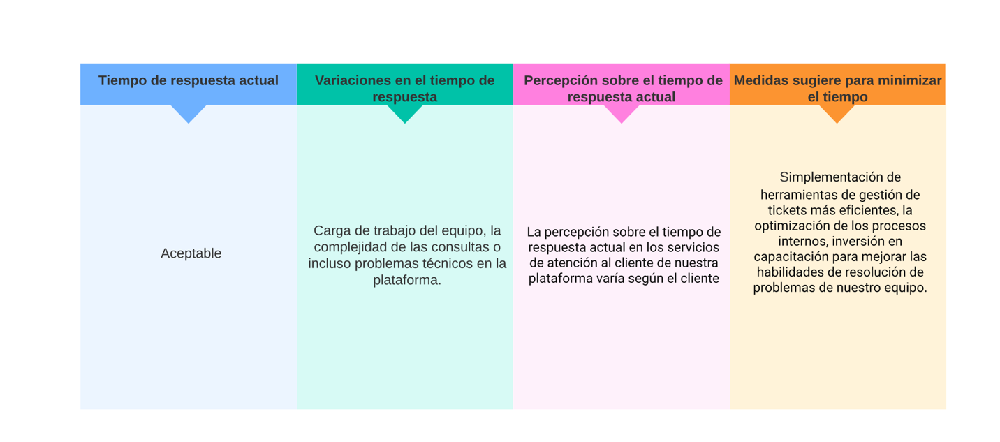 Tiempo de respuesta actual
Variaciones en el tiempo de
respuesta
Percepción sobre el tiempo de
respuesta actual
Medidas sugiere para minimizar
el tiempo
Aceptable
Carga de trabajo del equipo, la
complejidad de las consultas o
incluso problemas técnicos en la
plataforma.
La percepción sobre el tiempo de
respuesta actual en los servicios
de atención al cliente de nuestra
plataforma varía según el cliente
Simplementación de
herramientas de gestión de
tickets más eficientes, la
optimización de los procesos
internos, inversión en
capacitación para mejorar las
habilidades de resolución de
problemas de nuestro equipo.